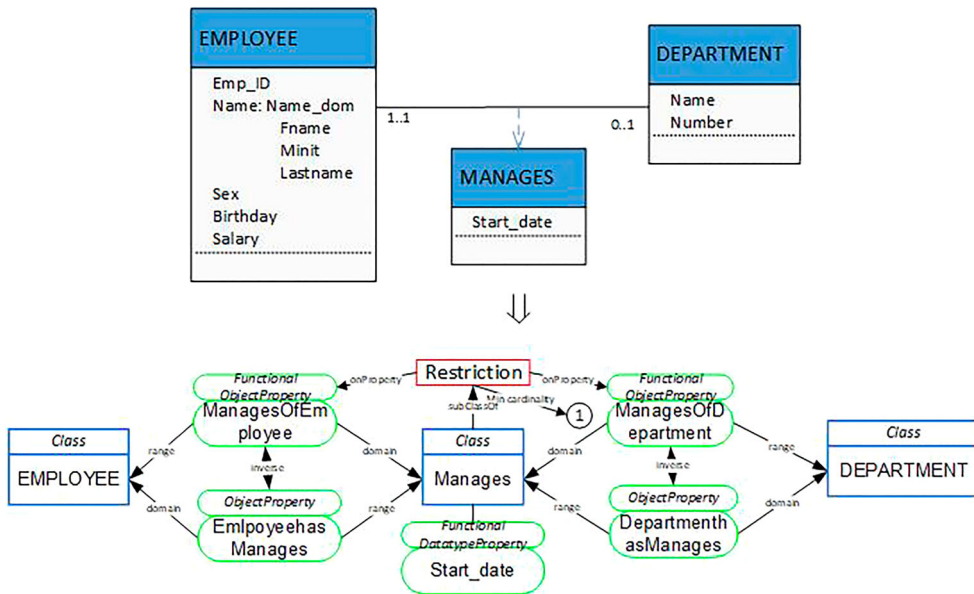 EMPLOYEE
Emp_ID
Name: Name_dom
Fname
Minit
Lastname
Sex
Birthday
Salary
1..1
0..1
DEPARTMENT
Name
Number
MANAGES
Start_date
Restriction
onProperty
onProperty
subClassOf
Min cardinality
1
Functional
ObjectProperty
ManagesOfEm
ployee
Functional
ObjectProperty
ManagesOfD
epartment
Class
EMPLOYEE
range
domain
inverse
domain
range
Class
Manages
domain
range
inverse
range
domain
Class
DEPARTMENT
ObjectProperty
Emlpoyeehas
Manages
ObjectProperty
Departmenth
asManages
Functional
DatatypeProperty
Start_date